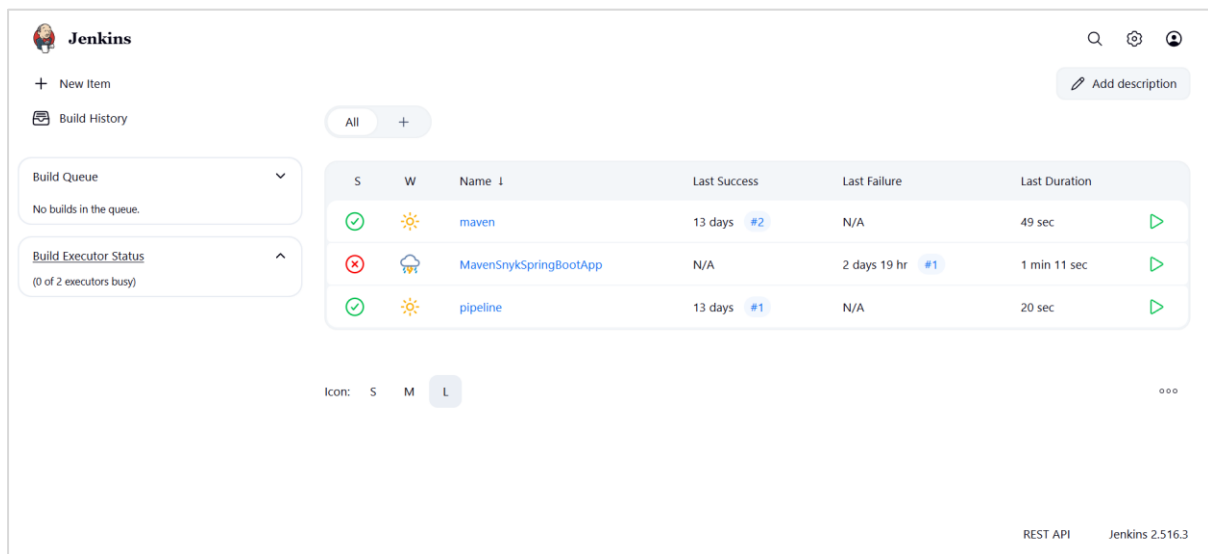 Jenkins
New Item
Add description
Build History
All +
Build Queue
No builds in the queue.
Build Executor Status
(0 of 2 executors busy)
S W Name ↓ Last Success Last Failure Last Duration
maven 13 days #2 N/A 49 sec
MavenSnykSpringBootApp N/A 2 days 19 hr #1 1 min 11 sec
pipeline 13 days #1 N/A 20 sec
Icon: S M L
REST API Jenkins 2.516.3